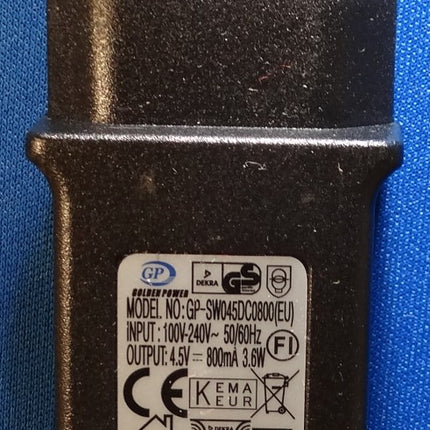 GP
DEKRA
GS
GOLDEN POWER
MODEL. NO: GP-SW045DC0800(EU)
INPUT: 100V-240V~ 50/60Hz
OUTPUT: 4.5V⎓800mA 3.6W
FI
CE
KEMA
KEUR
DEKRA